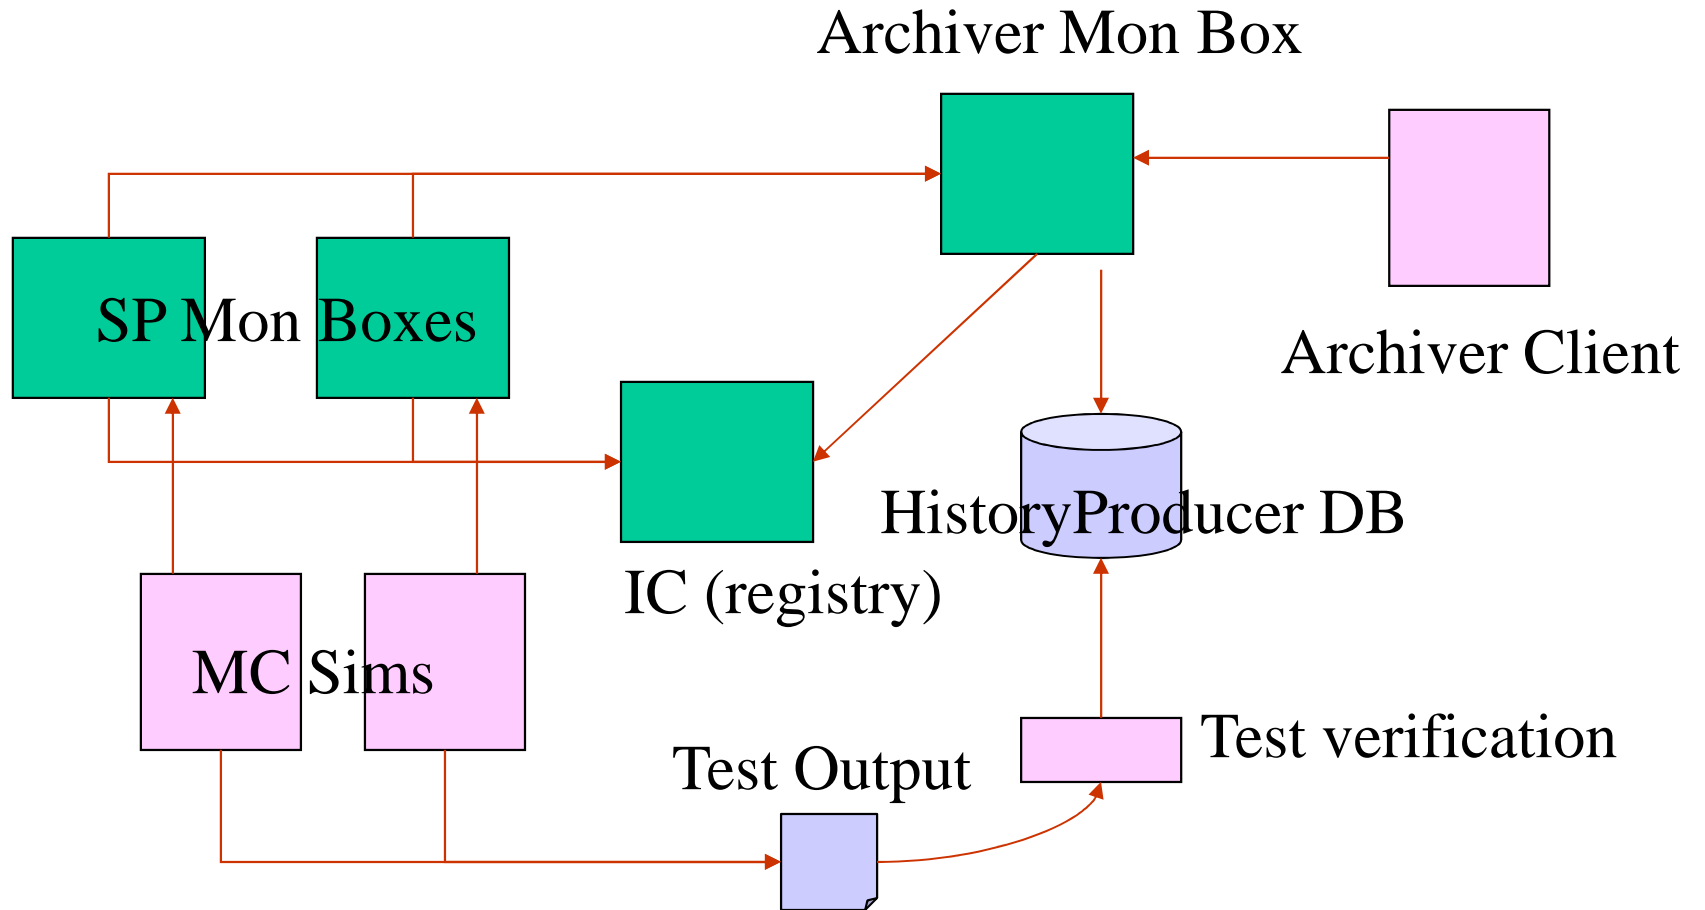 Archiver Mon Box
SP Mon Boxes
Archiver Client
HistoryProducer DB
IC (registry)
MC Sims
Test verification
Test Output